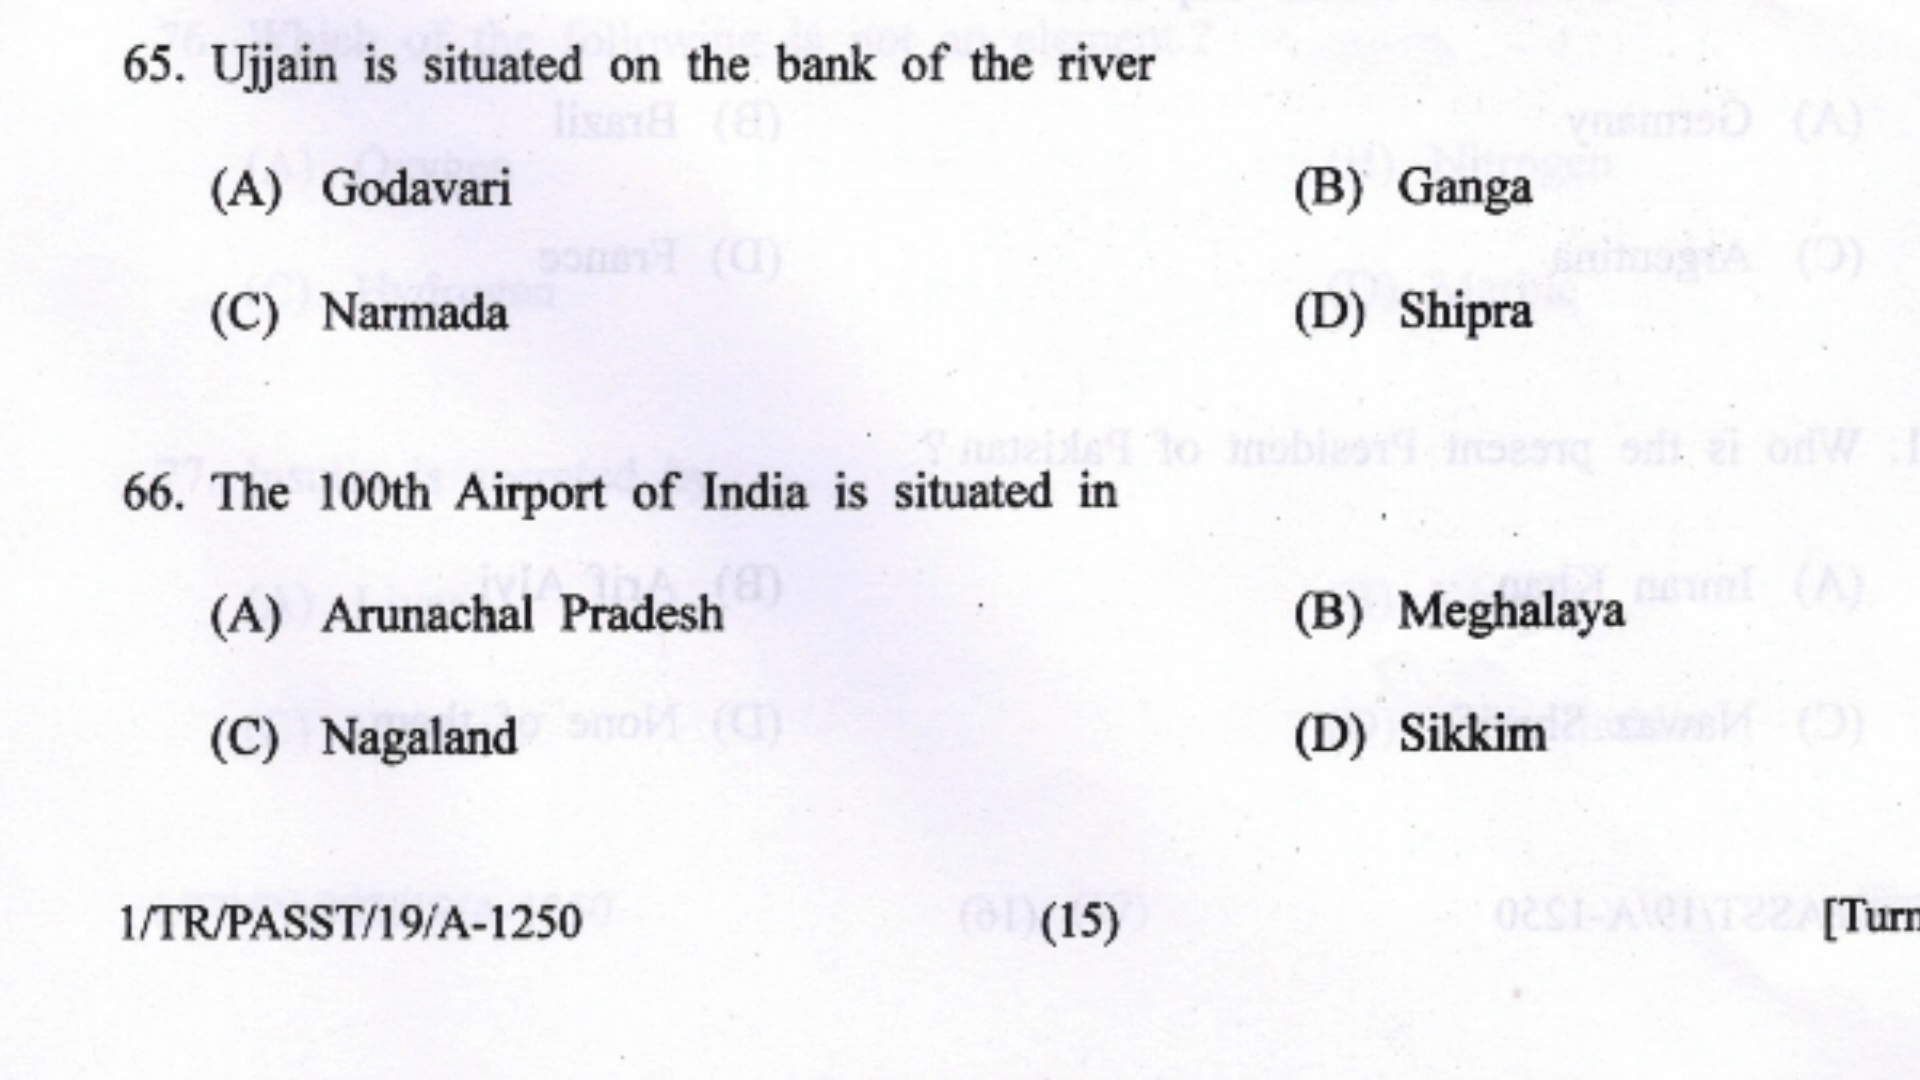 65. Ujjain is situated on the bank of the river
(A) Godavari (B) Ganga
(C) Narmada (D) Shipra
66. The 100th Airport of India is situated in
(A) Arunachal Pradesh (B) Meghalaya
(C) Nagaland (D) Sikkim
1/TR/PASST/19/A-1250 (15) [Turn